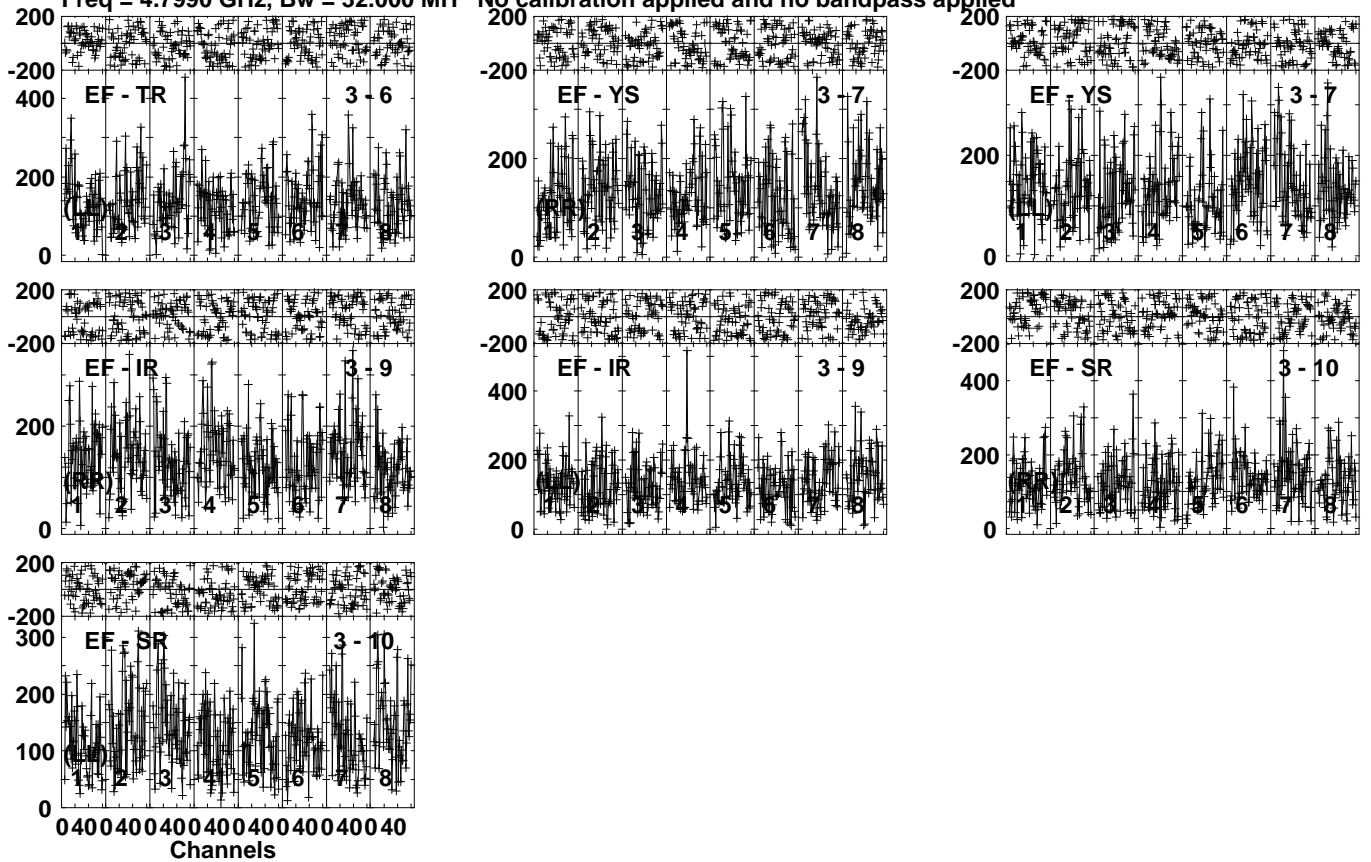 Freq = 4.7990 GHz, Bw = 32.000 MH No calibration applied and no bandpass applied
200
-200
EF - TR 3 - 6
400
200
0
(LL)
1 2 3 4 5 6 7 8
200
-200
EF - YS 3 - 7
200
0
(RR)
1 2 3 4 5 6 7 8
200
-200
EF - YS 3 - 7
200
0
(LL)
1 2 3 4 5 6 7 8
200
-200
EF - IR 3 - 9
200
0
(RR)
1 2 3 4 5 6 7 8
200
-200
EF - IR 3 - 9
400
200
0
(LL)
1 2 3 4 5 6 7 8
200
-200
EF - SR 3 - 10
400
200
0
(RR)
1 2 3 4 5 6 7 8
200
-200
EF - SR 3 - 10
300
200
100
0
(LL)
1 2 3 4 5 6 7 8
0 40 0 40 0 40 0 40 0 40 0 40 0 40 0 40
Channels